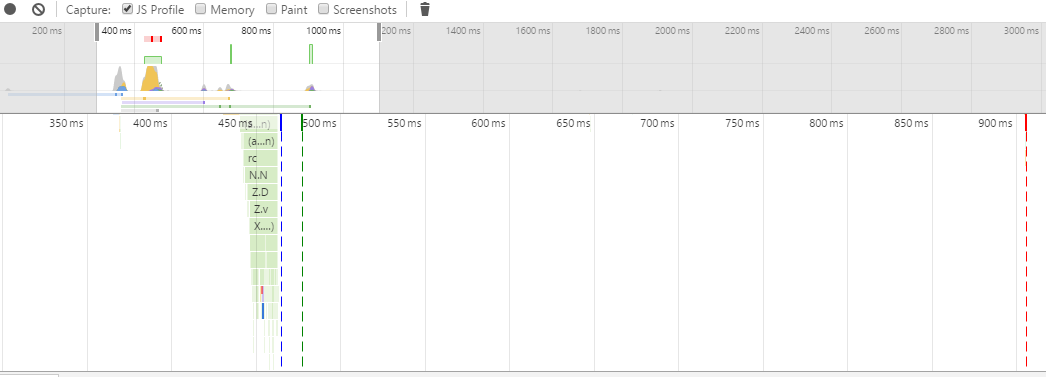 Capture: JS Profile Memory Paint Screenshots
200 ms 400 ms 600 ms 800 ms 1000 ms 200 ms 1400 ms 1600 ms 1800 ms 2000 ms 2200 ms 2400 ms 2600 ms 2800 ms 3000 ms
350 ms 400 ms 450 ms 500 ms 550 ms 600 ms 650 ms 700 ms 750 ms 800 ms 850 ms 900 ms
(a...n)
(a...n)
rc
N.N
Z.D
Z.v
X....)